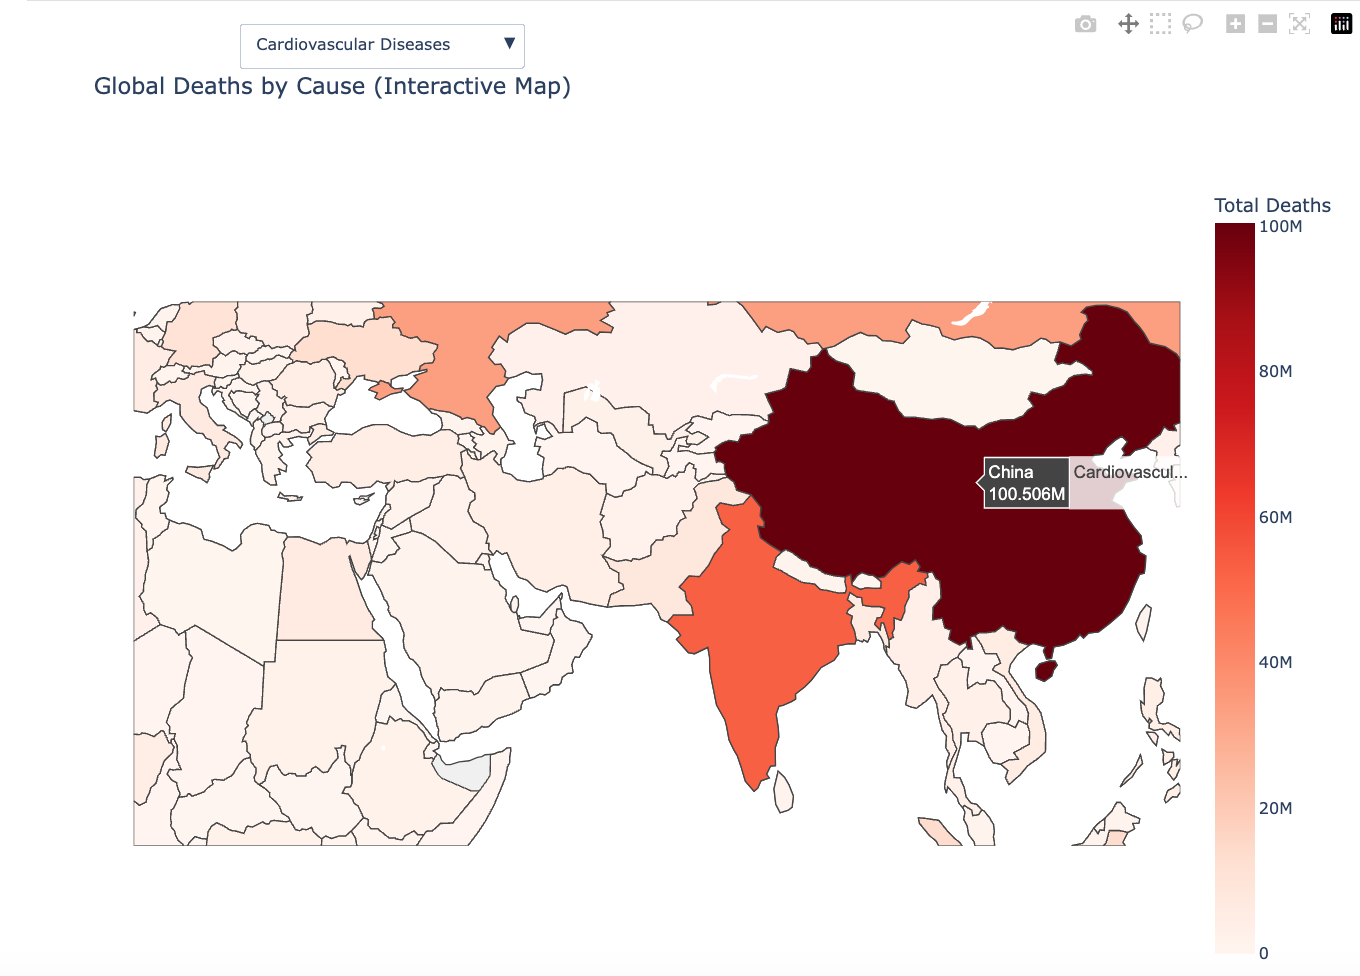 Cardiovascular Diseases ▼
Global Deaths by Cause (Interactive Map)
Total Deaths
100M
80M
60M
40M
20M
0
China
100.506M
Cardiovascul...